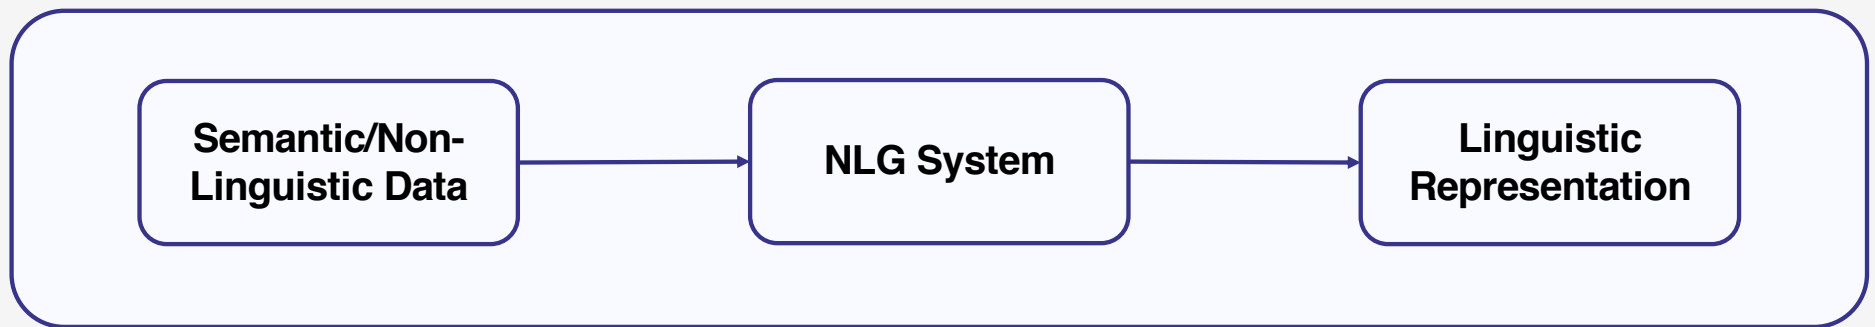 Semantic/Non-
Linguistic Data
NLG System
Linguistic
Representation